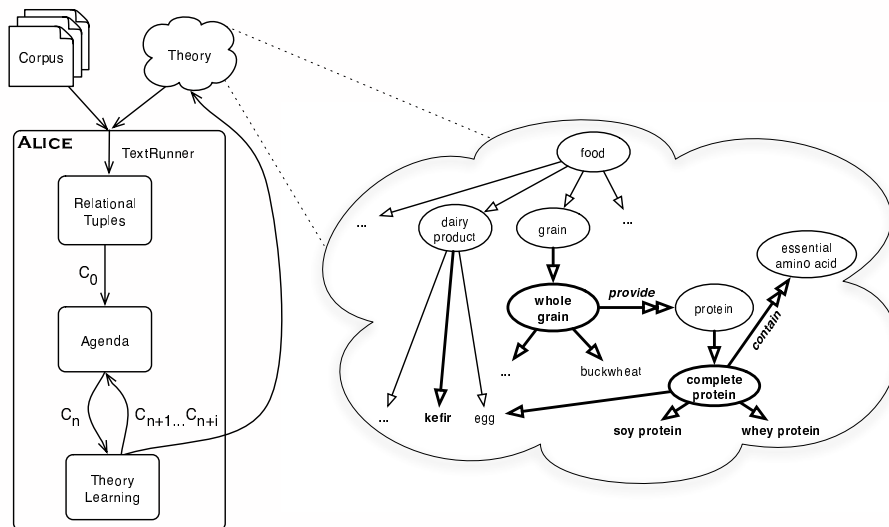 Corpus
Theory
ALICE
TextRunner
Relational
Tuples
C0
Agenda
Cn
Cn+1...Cn+i
Theory
Learning
food
...
dairy
product
grain
...
essential
amino acid
whole
grain
provide
protein
contain
...
buckwheat
complete
protein
...
kefir
egg
soy protein
whey protein